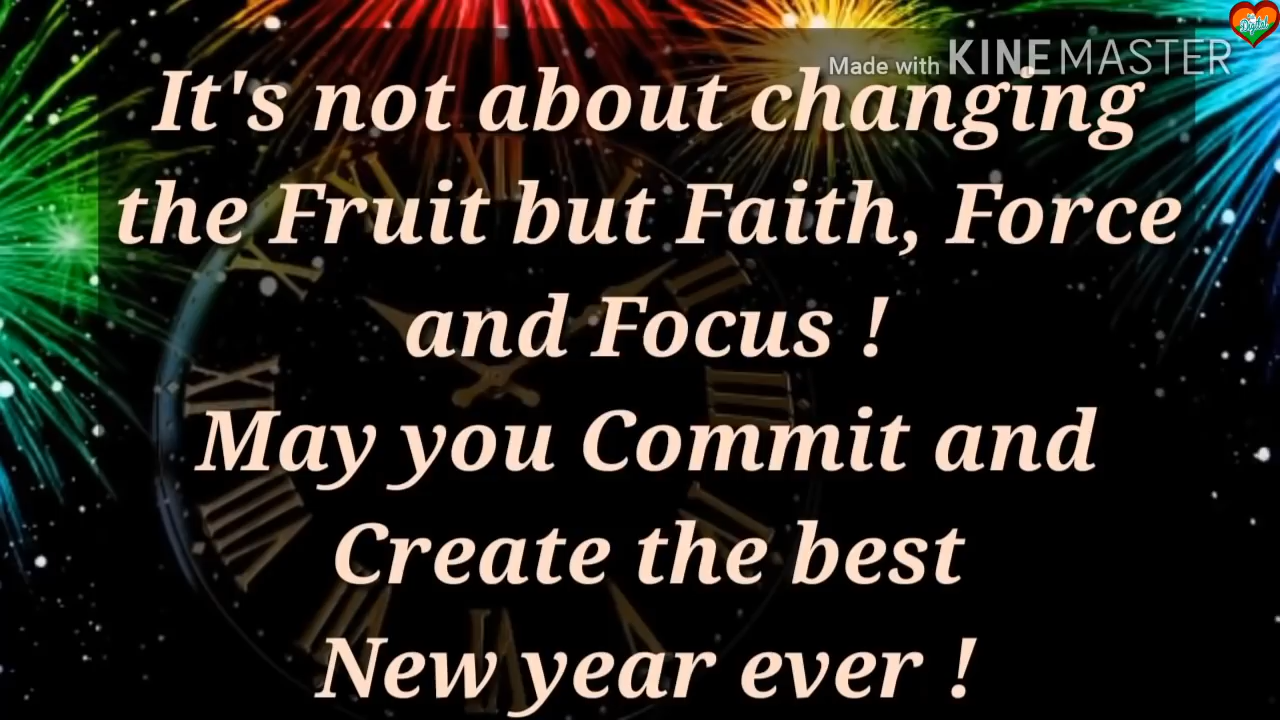 Made with KINEMASTER
Digital
It's not about changing
the Fruit but Faith, Force
and Focus !
May you Commit and
Create the best
New year ever !